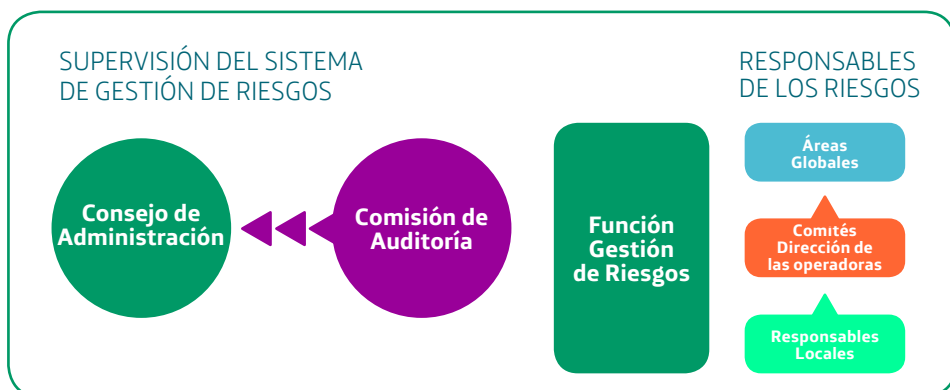 SUPERVISIÓN DEL SISTEMA
DE GESTIÓN DE RIESGOS
Consejo de
Administración
Comisión de
Auditoría
Función
Gestión
de Riesgos
RESPONSABLES
DE LOS RIESGOS
Áreas
Globales
Comités
Dirección de
las operadoras
Responsables
Locales